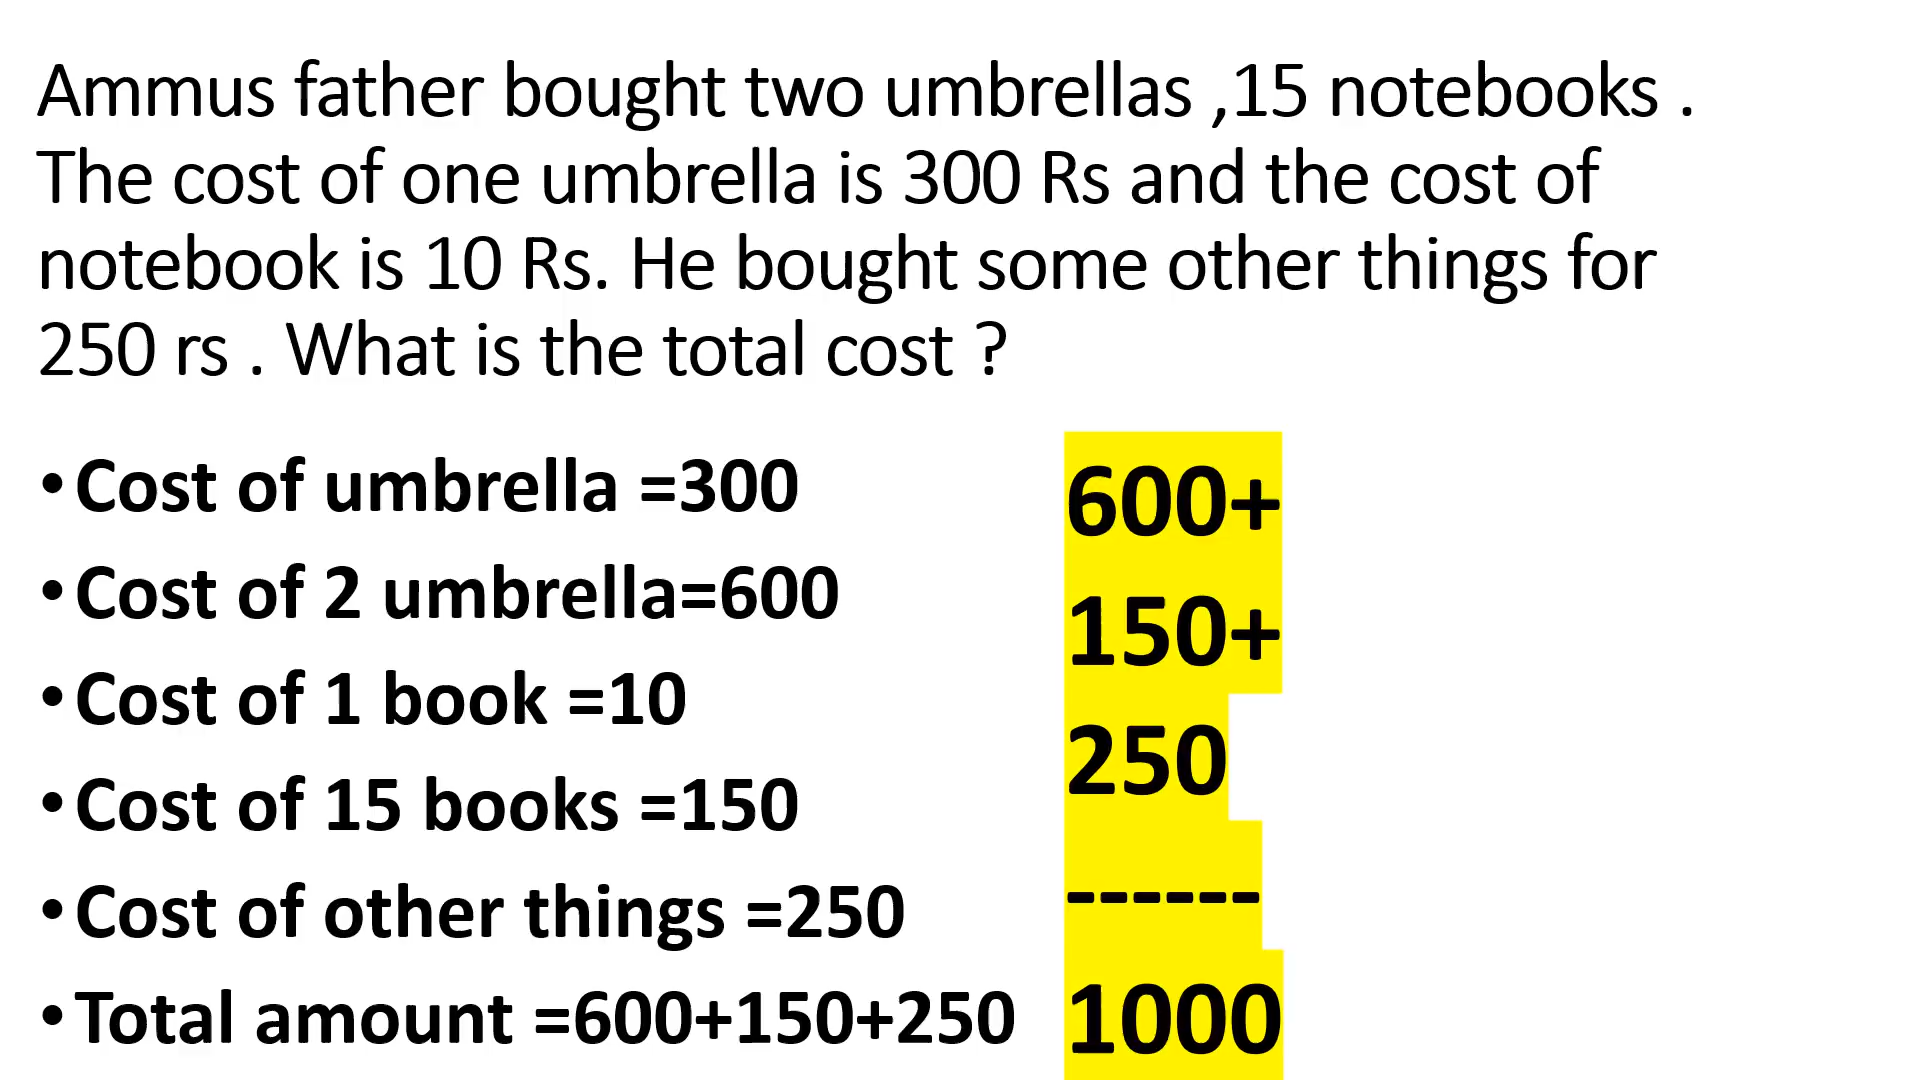 Ammus father bought two umbrellas ,15 notebooks .
The cost of one umbrella is 300 Rs and the cost of
notebook is 10 Rs. He bought some other things for
250 rs . What is the total cost ?
•Cost of umbrella =300
•Cost of 2 umbrella=600
•Cost of 1 book =10
•Cost of 15 books =150
•Cost of other things =250
•Total amount =600+150+250
600+
150+
250
------
1000